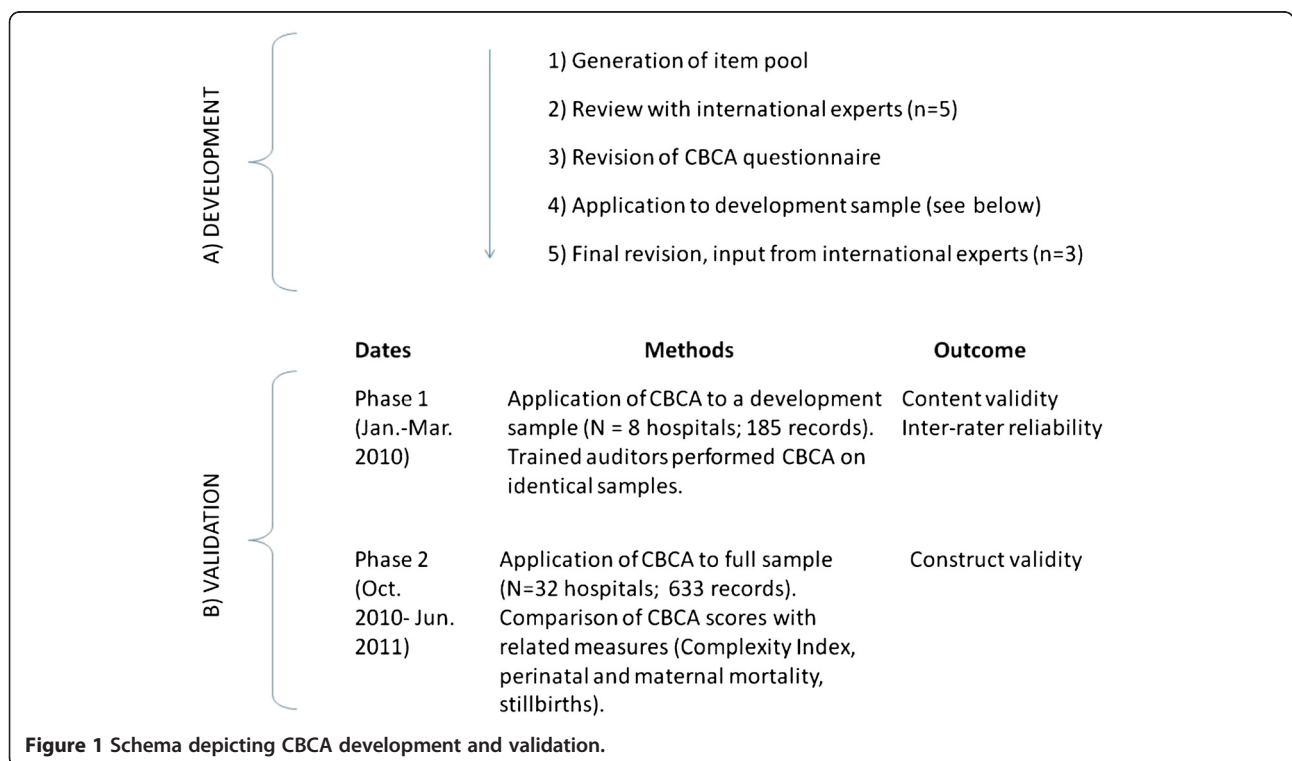 A) DEVELOPMENT
1) Generation of item pool
2) Review with international experts (n=5)
3) Revision of CBCA questionnaire
4) Application to development sample (see below)
5) Final revision, input from international experts (n=3)
B) VALIDATION
Dates Methods Outcome
Phase 1
(Jan.-Mar.
2010)
Application of CBCA to a development
sample (N = 8 hospitals; 185 records).
Trained auditors performed CBCA on
identical samples.
Content validity
Inter-rater reliability
Phase 2
(Oct.
2010- Jun.
2011)
Application of CBCA to full sample
(N=32 hospitals; 633 records).
Comparison of CBCA scores with
related measures (Complexity Index,
perinatal and maternal mortality,
stillbirths).
Construct validity
Figure 1 Schema depicting CBCA development and validation.